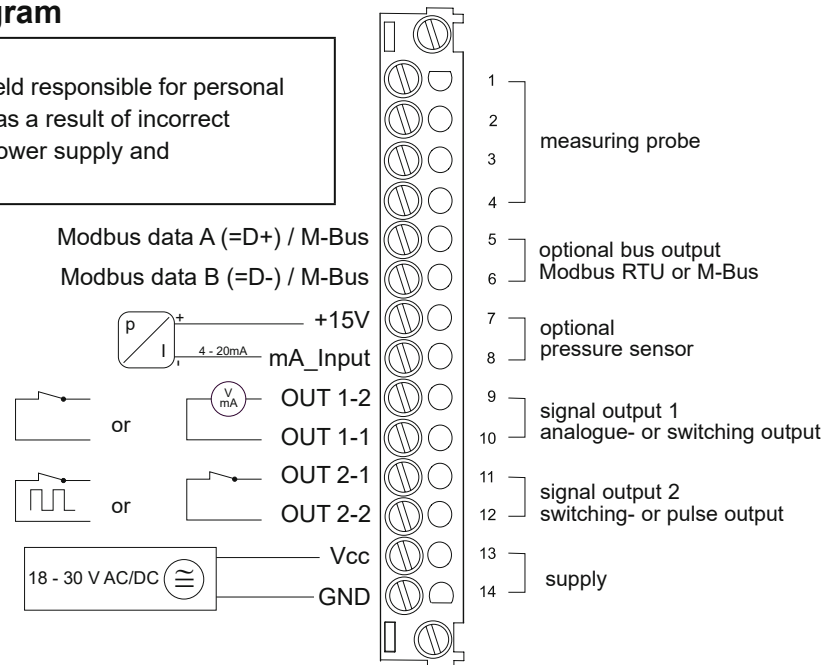 gram
eld responsible for personal
as a result of incorrect
ower supply and
1
2
3
4
measuring probe
Modbus data A (=D+) / M-Bus
5
Modbus data B (=D-) / M-Bus
6
optional bus output
Modbus RTU or M-Bus
p
I
+
-
4 - 20mA
+15V
7
mA_Input
8
optional
pressure sensor
or
V
mA
OUT 1-2
9
OUT 1-1
10
signal output 1
analogue- or switching output
or
OUT 2-1
11
OUT 2-2
12
signal output 2
switching- or pulse output
18 - 30 V AC/DC
Vcc
13
GND
14
supply